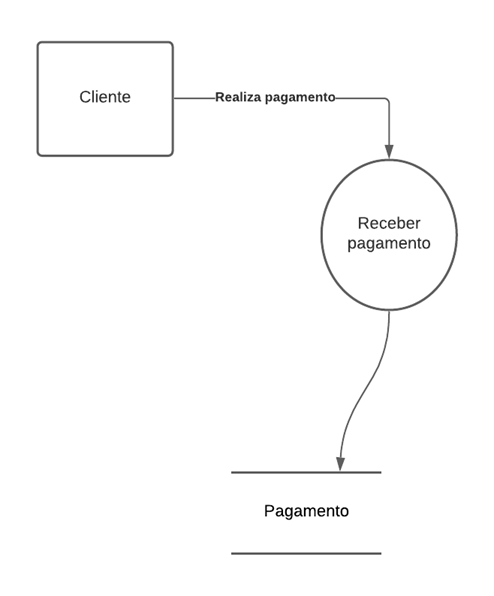 Cliente
Realiza pagamento
Receber
pagamento
Pagamento